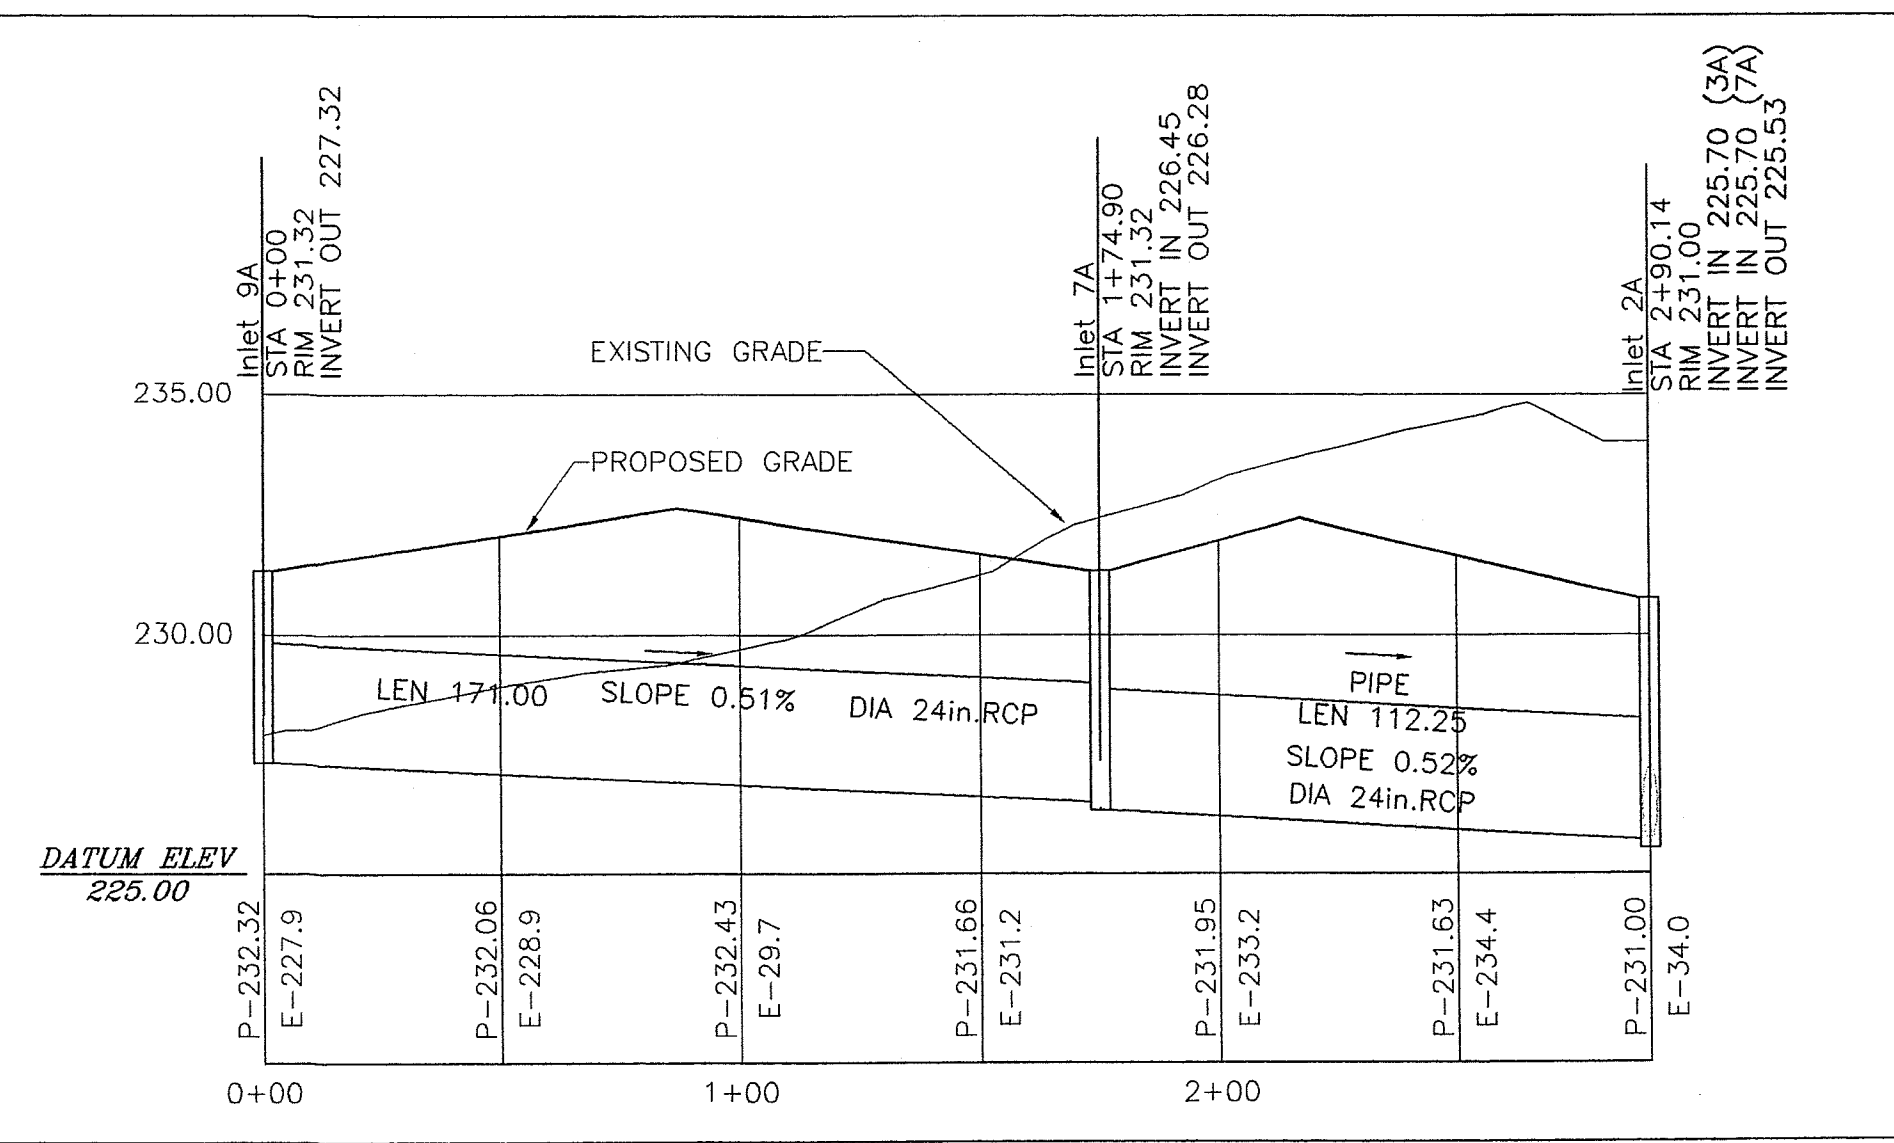 Inlet 9A
STA 0+00
RIM 231.32
INVERT OUT 227.32
Inlet 7A
STA 1+74.90
RIM 231.32
INVERT IN 226.45
INVERT OUT 226.28
Inlet 2A
STA 2+90.14
RIM 231.00
INVERT IN 225.70 (3A)
INVERT IN 225.70 (7A)
INVERT OUT 225.53
EXISTING GRADE
235.00
PROPOSED GRADE
230.00
LEN 171.00 SLOPE 0.51% DIA 24in.RCP
PIPE
LEN 112.25
SLOPE 0.52%
DIA 24in.RCP
DATUM ELEV
225.00
P-232.32
E-227.9
P-232.06
E-228.9
P-232.43
E-29.7
P-231.66
E-231.2
P-231.95
E-233.2
P-231.63
E-234.4
P-231.00
E-34.0
0+00
1+00
2+00